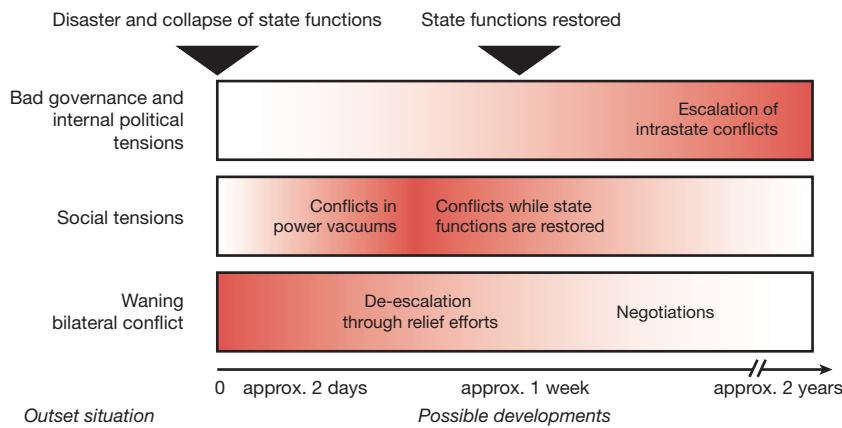 Disaster and collapse of state functions
State functions restored
Bad governance and
internal political
tensions
Escalation of
intrastate conflicts
Social tensions
Conflicts in
power vacuums
Conflicts while state
functions are restored
Waning
bilateral conflict
De-escalation
through relief efforts
Negotiations
0
approx. 2 days
approx. 1 week
approx. 2 years
Outset situation
Possible developments